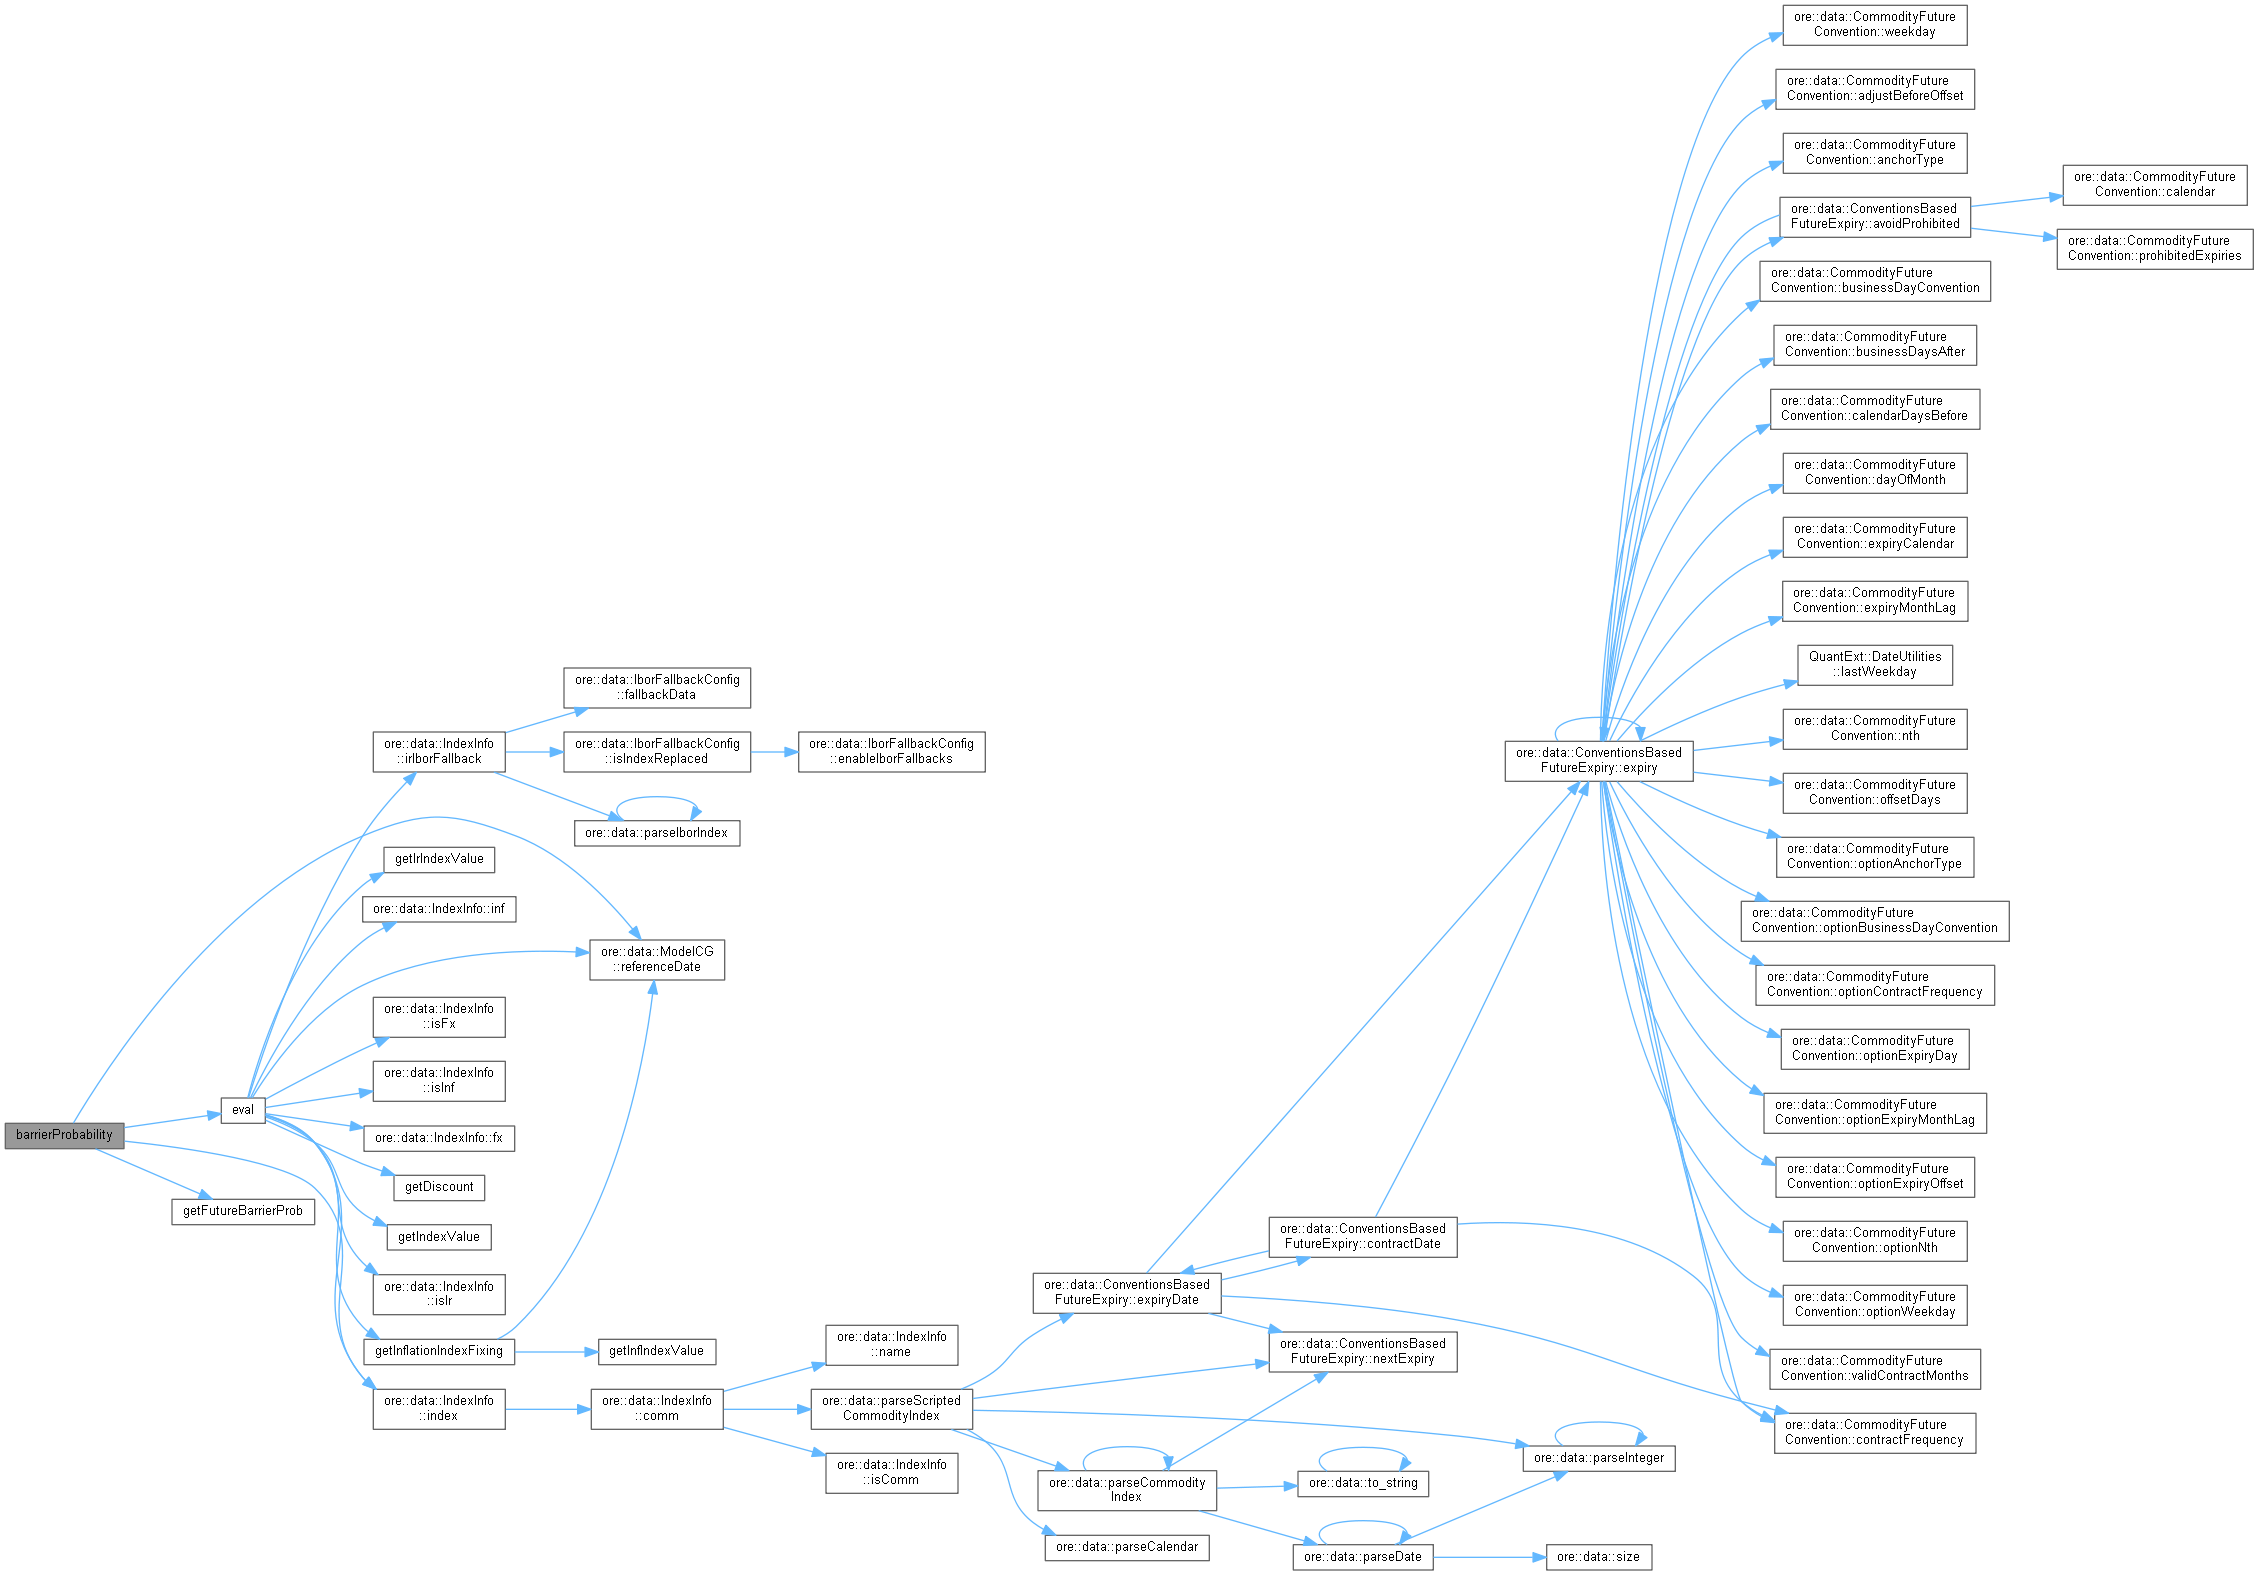 barrierProbability
eval
getFutureBarrierProb
ore::data::IndexInfo
::irIborFallback
getIrIndexValue
ore::data::IndexInfo::inf
ore::data::IndexInfo
::isFx
ore::data::IndexInfo
::isInf
ore::data::IndexInfo::fx
getDiscount
getIndexValue
ore::data::IndexInfo
::isIr
getInflationIndexFixing
ore::data::IndexInfo
::index
ore::data::IborFallbackConfig
::fallbackData
ore::data::IborFallbackConfig
::isIndexReplaced
ore::data::parseIborIndex
ore::data::ModelCG
::referenceDate
getInfIndexValue
ore::data::IndexInfo
::comm
ore::data::IborFallbackConfig
::enableIborFallbacks
ore::data::IndexInfo
::name
ore::data::parseScripted
CommodityIndex
ore::data::IndexInfo
::isComm
ore::data::ConventionsBased
FutureExpiry::expiryDate
ore::data::parseCommodity
Index
ore::data::parseCalendar
ore::data::ConventionsBased
FutureExpiry::contractDate
ore::data::ConventionsBased
FutureExpiry::nextExpiry
ore::data::to_string
ore::data::parseDate
ore::data::ConventionsBased
FutureExpiry::expiry
ore::data::parseInteger
ore::data::size
ore::data::CommodityFuture
Convention::weekday
ore::data::CommodityFuture
Convention::adjustBeforeOffset
ore::data::CommodityFuture
Convention::anchorType
ore::data::ConventionsBased
FutureExpiry::avoidProhibited
ore::data::CommodityFuture
Convention::businessDayConvention
ore::data::CommodityFuture
Convention::businessDaysAfter
ore::data::CommodityFuture
Convention::calendarDaysBefore
ore::data::CommodityFuture
Convention::dayOfMonth
ore::data::CommodityFuture
Convention::expiryCalendar
ore::data::CommodityFuture
Convention::expiryMonthLag
QuantExt::DateUtilities
::lastWeekday
ore::data::CommodityFuture
Convention::nth
ore::data::CommodityFuture
Convention::offsetDays
ore::data::CommodityFuture
Convention::optionAnchorType
ore::data::CommodityFuture
Convention::optionBusinessDayConvention
ore::data::CommodityFuture
Convention::optionContractFrequency
ore::data::CommodityFuture
Convention::optionExpiryDay
ore::data::CommodityFuture
Convention::optionExpiryMonthLag
ore::data::CommodityFuture
Convention::optionExpiryOffset
ore::data::CommodityFuture
Convention::optionNth
ore::data::CommodityFuture
Convention::optionWeekday
ore::data::CommodityFuture
Convention::validContractMonths
ore::data::CommodityFuture
Convention::contractFrequency
ore::data::CommodityFuture
Convention::calendar
ore::data::CommodityFuture
Convention::prohibitedExpiries